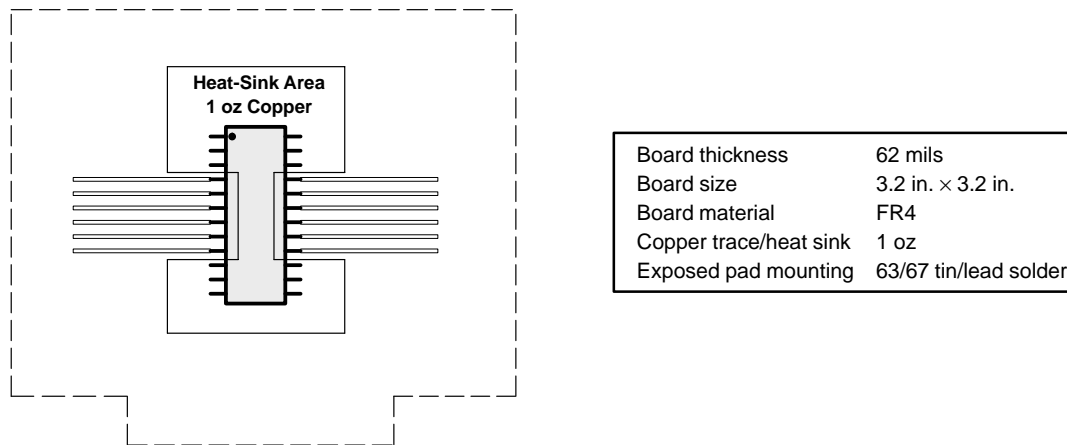 Heat-Sink Area
1 oz Copper
Board thickness 62 mils
Board size 3.2 in. × 3.2 in.
Board material FR4
Copper trace/heat sink 1 oz
Exposed pad mounting 63/67 tin/lead solder